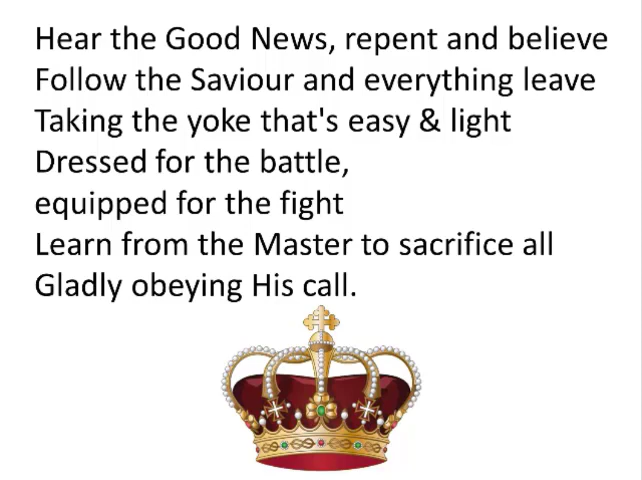 Hear the Good News, repent and believe
Follow the Saviour and everything leave
Taking the yoke that's easy & light
Dressed for the battle,
equipped for the fight
Learn from the Master to sacrifice all
Gladly obeying His call.